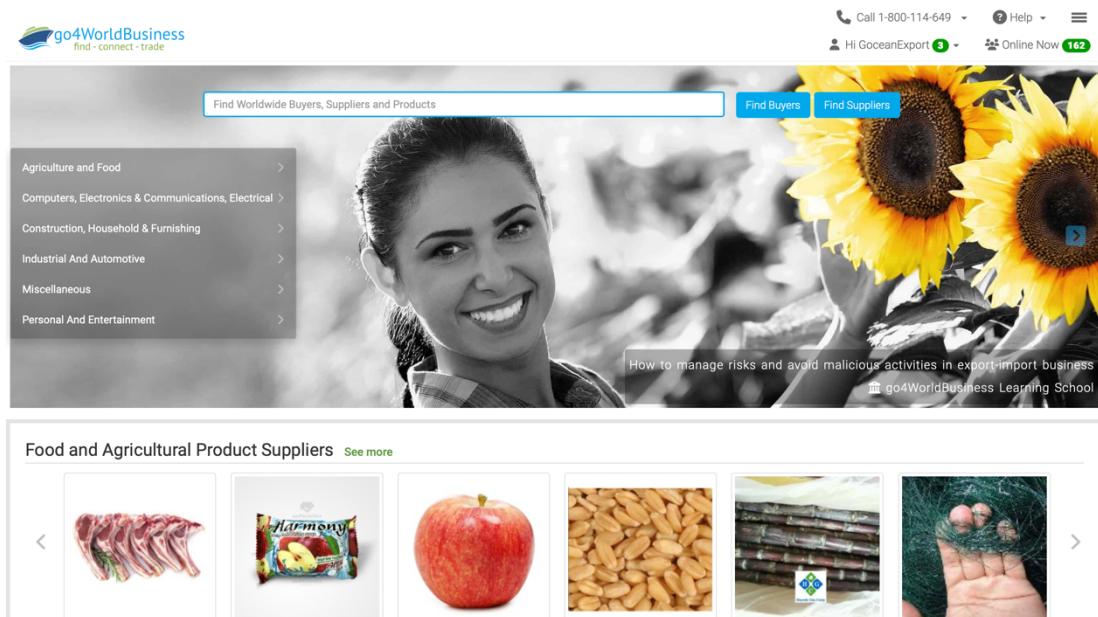 go4WorldBusiness
find - connect - trade
Call 1-800-114-649
Help
Hi GoceanExport 3
Online Now 162
Find Worldwide Buyers, Suppliers and Products
Find Buyers
Find Suppliers
Agriculture and Food
Computers, Electronics & Communications, Electrical
Construction, Household & Furnishing
Industrial And Automotive
Miscellaneous
Personal And Entertainment
How to manage risks and avoid malicious activities in export-import business
go4WorldBusiness Learning School
Food and Agricultural Product Suppliers See more
Harmony